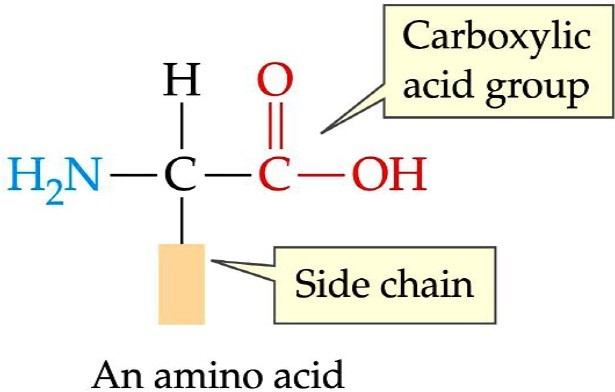 Carboxylic
acid group
H O
H₂N—C—C—OH
Side chain
An amino acid